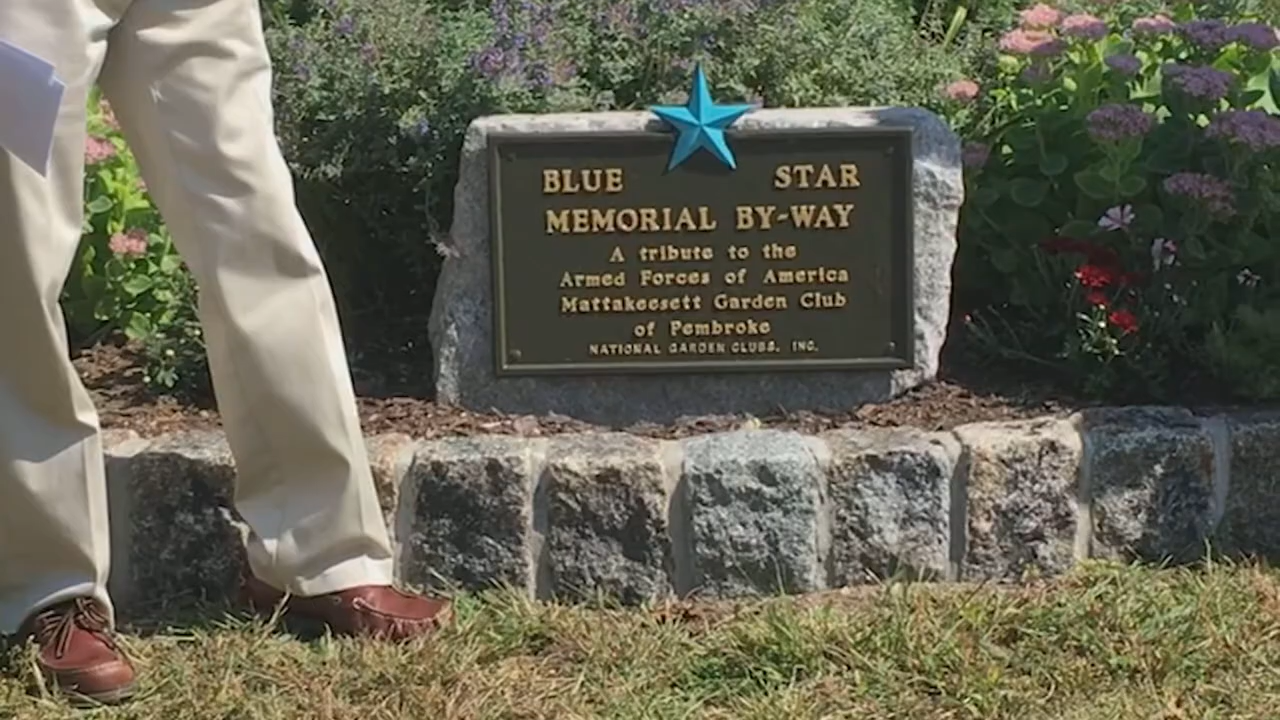 BLUE STAR
MEMORIAL BY-WAY
A tribute to the
Armed Forces of America
Mattakeesett Garden Club
of Pembroke
NATIONAL GARDEN CLUBS, INC.